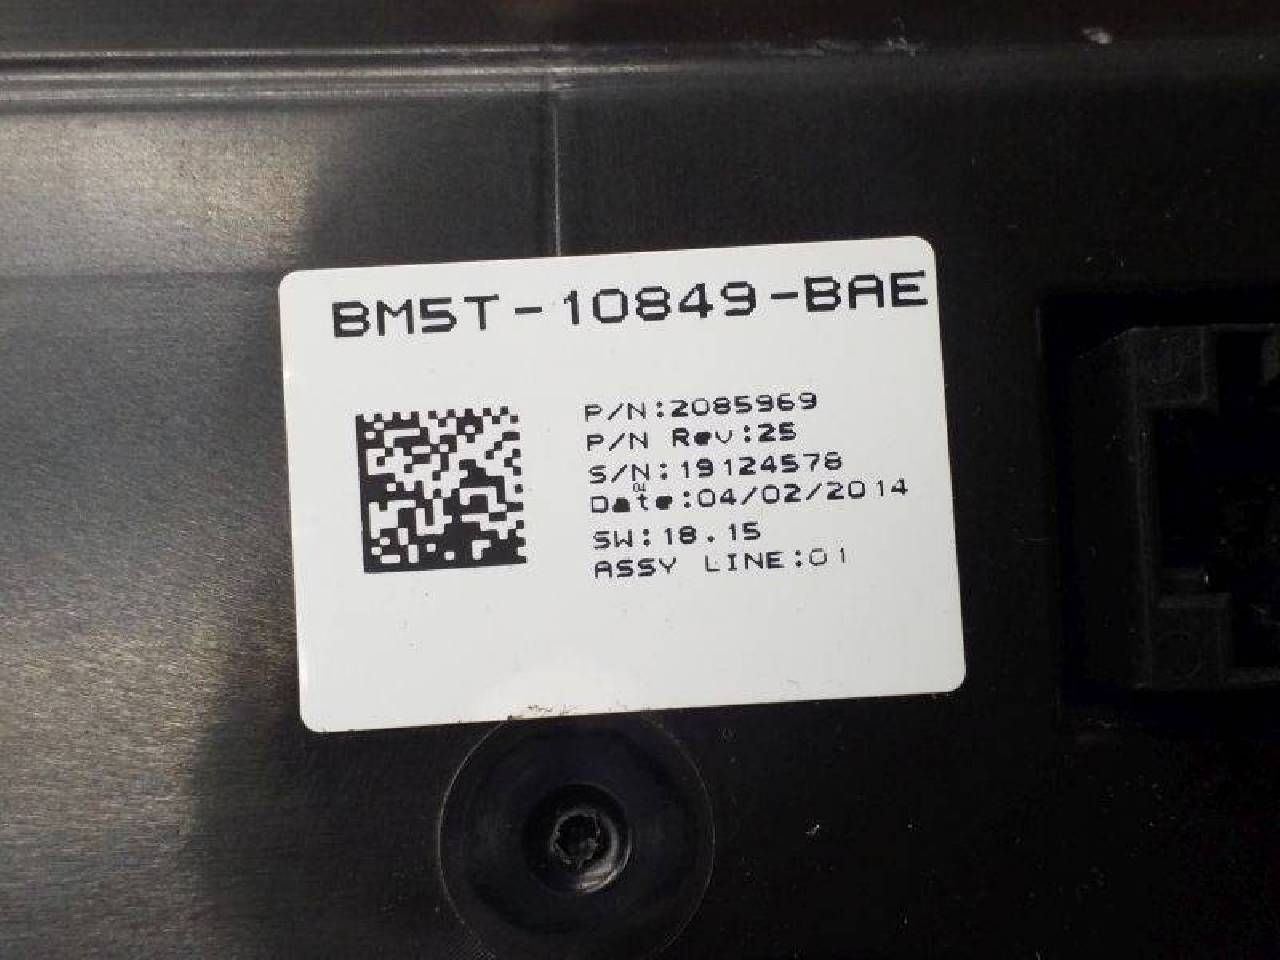 BM5T-10849-BAE
P/N:2085969
P/N Rev:25
S/N:19124578
Date:04/02/2014
SW:18.15
ASSY LINE:01